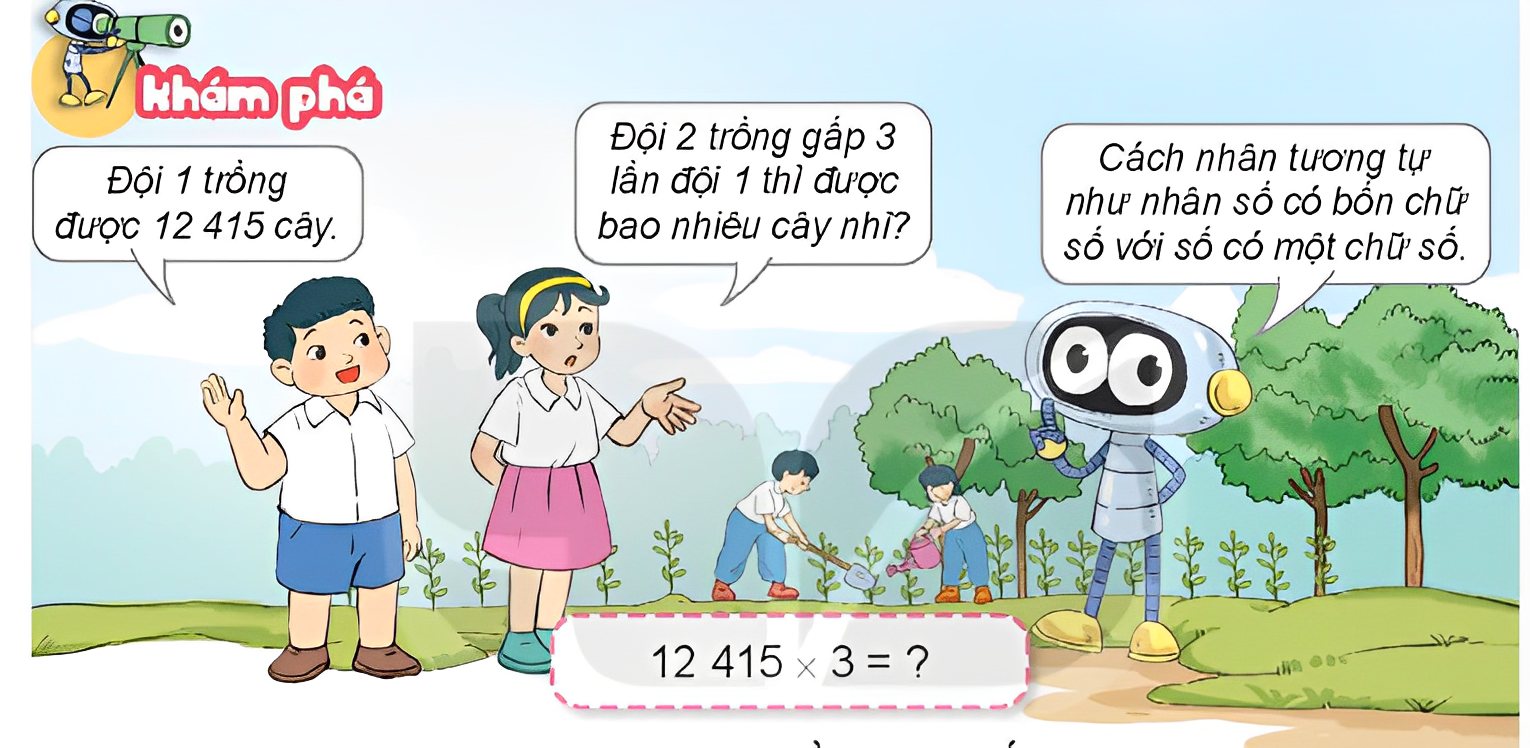 khám phá
Đội 1 trồng
được 12 415 cây.
Đội 2 trồng gấp 3
lần đội 1 thì được
bao nhiêu cây nhỉ?
Cách nhân tương tự
như nhân số có bốn chữ
số với số có một chữ số.
12 415 × 3 = ?